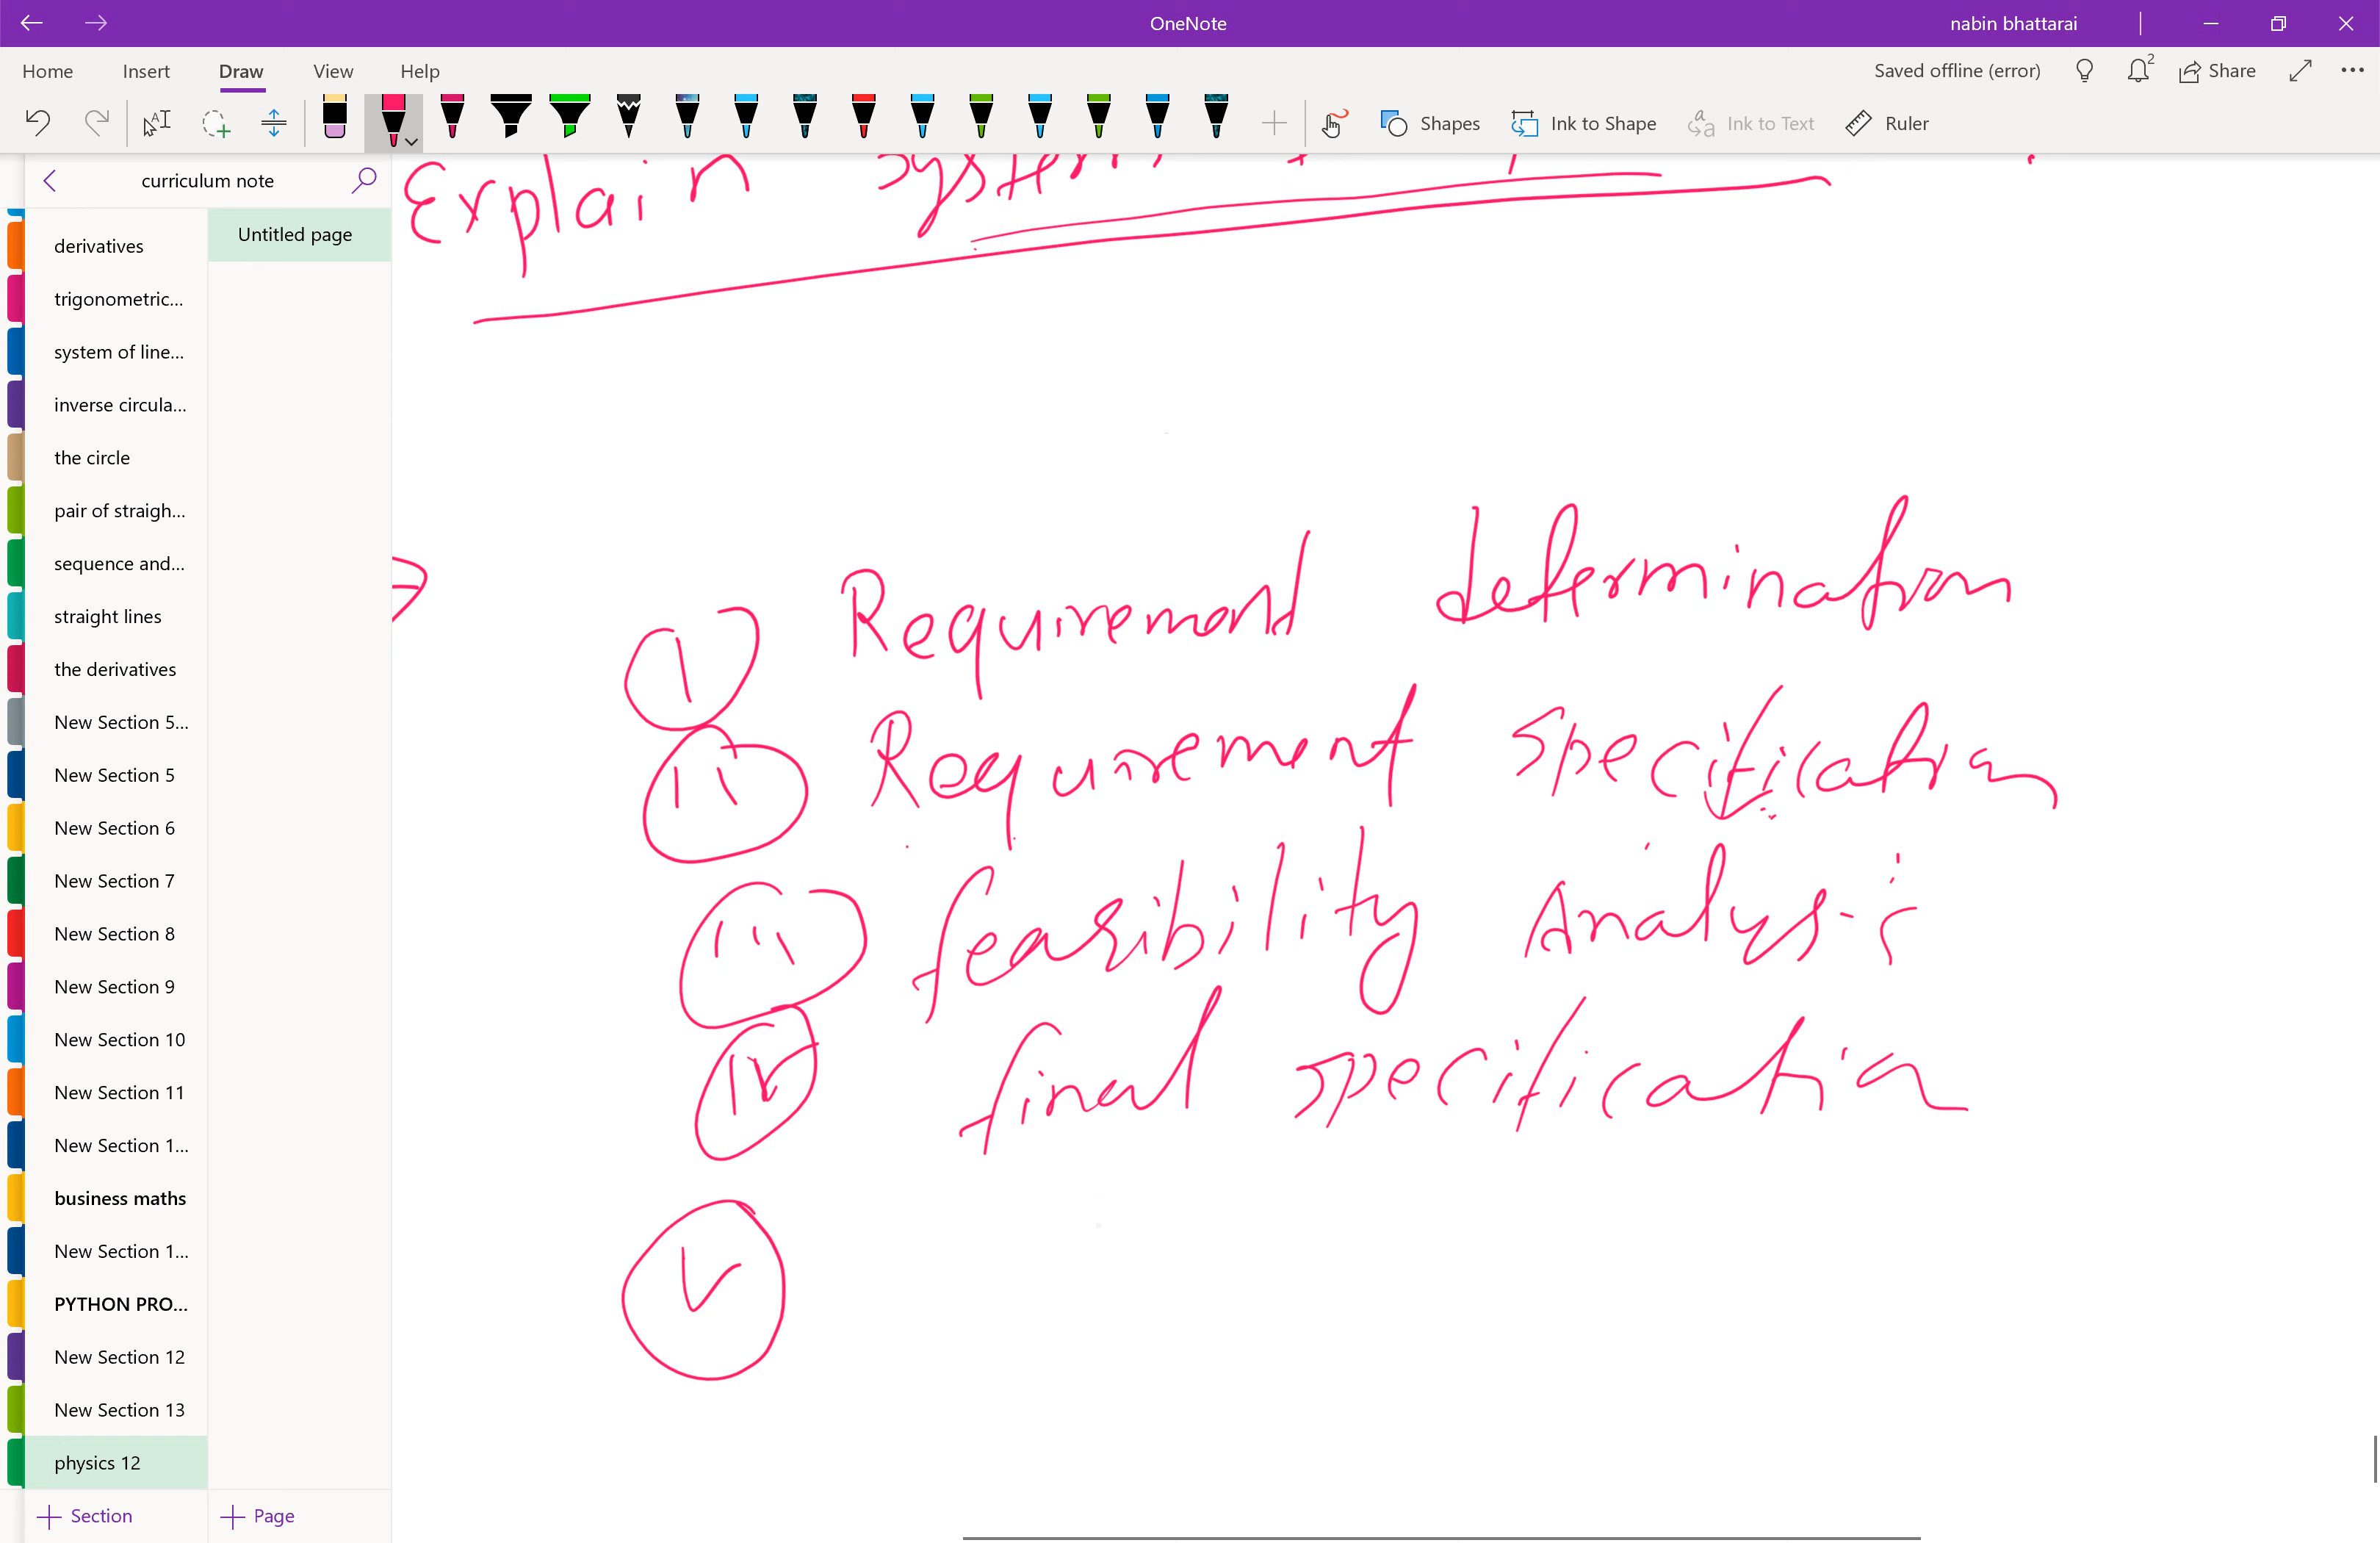 OneNote
nabin bhattarai
Home Insert Draw View Help
Saved offline (error)
2
Share
Shapes
Ink to Shape
Ink to Text
Ruler
curriculum note
derivatives
trigonometric...
system of line...
inverse circula...
the circle
pair of straigh...
sequence and...
straight lines
the derivatives
New Section 5...
New Section 5
New Section 6
New Section 7
New Section 8
New Section 9
New Section 10
New Section 11
New Section 1...
business maths
New Section 1...
PYTHON PRO...
New Section 12
New Section 13
physics 12
Section
Untitled page
Page
Explain System
I Requirement determination
II Requirement specification
III feasibility Analysis
IV final specification
V